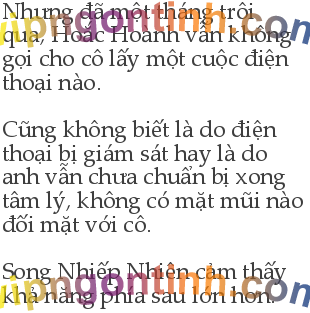 Nhưng đã một tháng trôi
qua, Hoắc Hoành vẫn không
gọi cho cô lấy một cuộc điện
thoại nào.
Cũng không biết là do điện
thoại bị giám sát hay là do
anh vẫn chưa chuẩn bị xong
tâm lý, không có mặt mũi nào
đối mặt với cô.
Song Nhiếp Nhiên cảm thấy
khả năng phía sau lớn hơn.